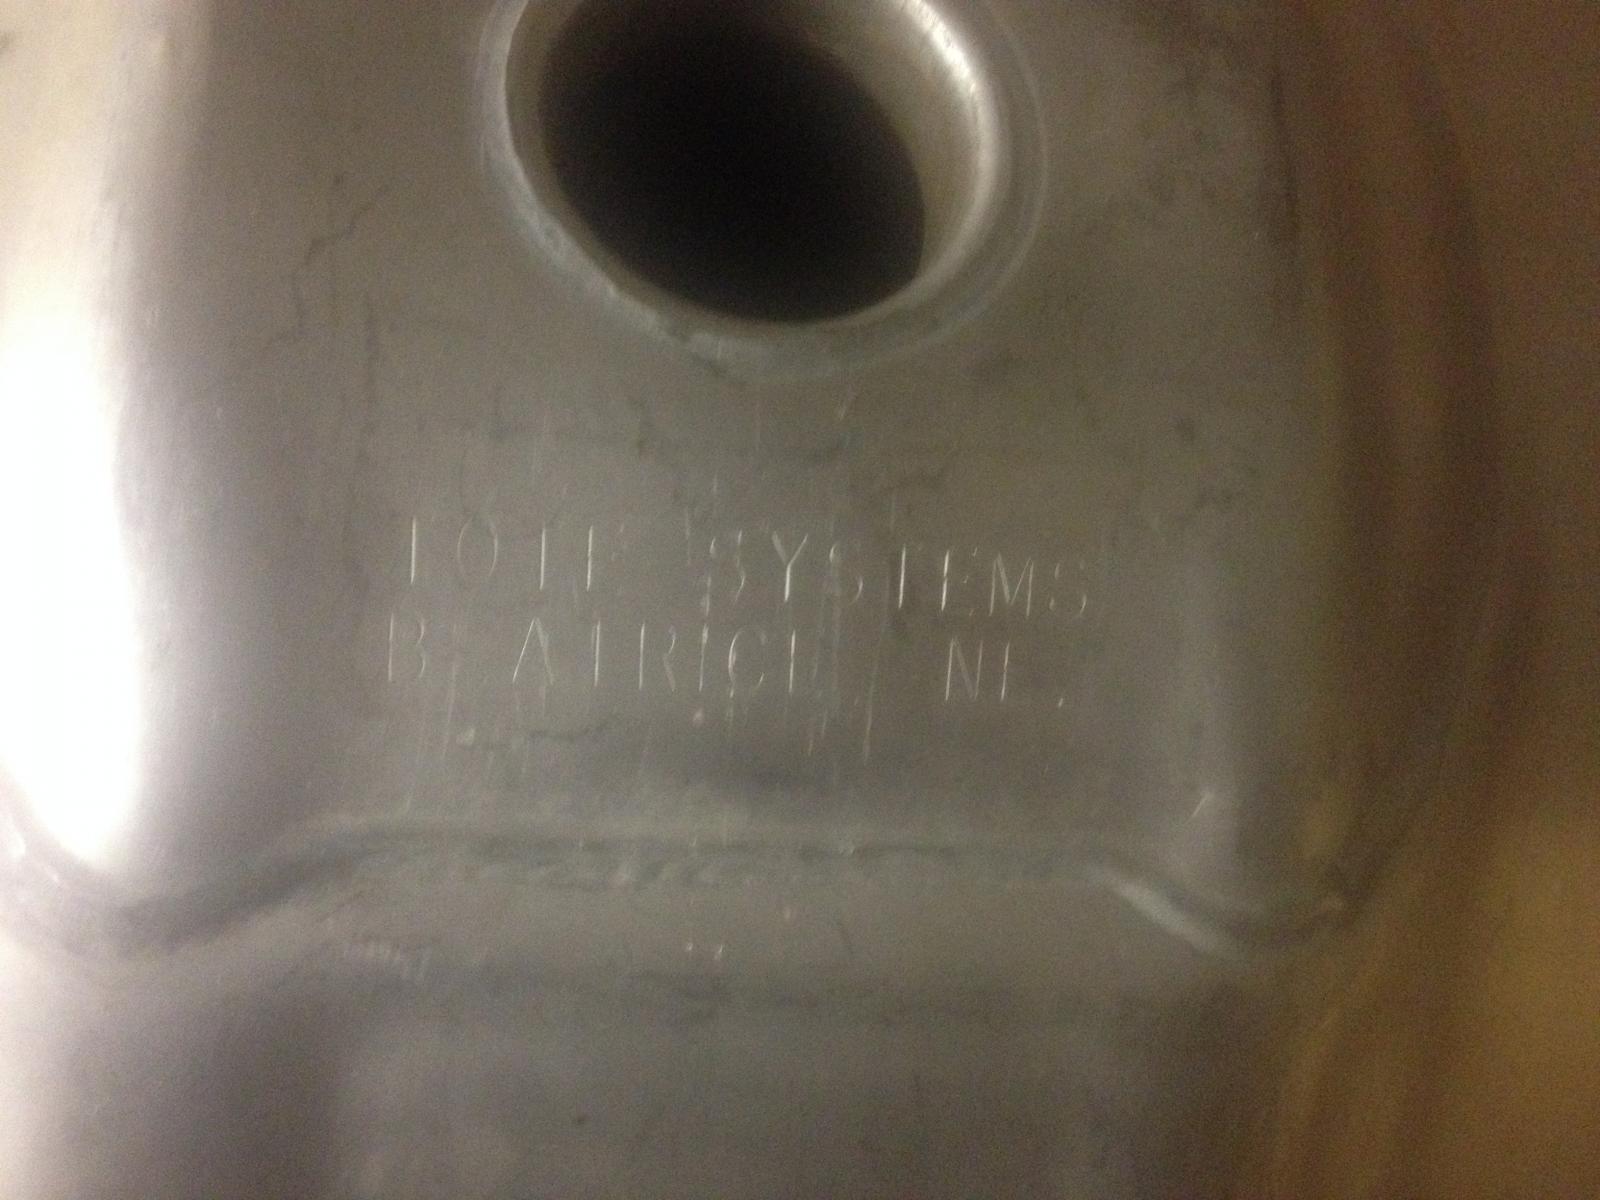 TOTE SYSTEMS
BEATRICE, NE.